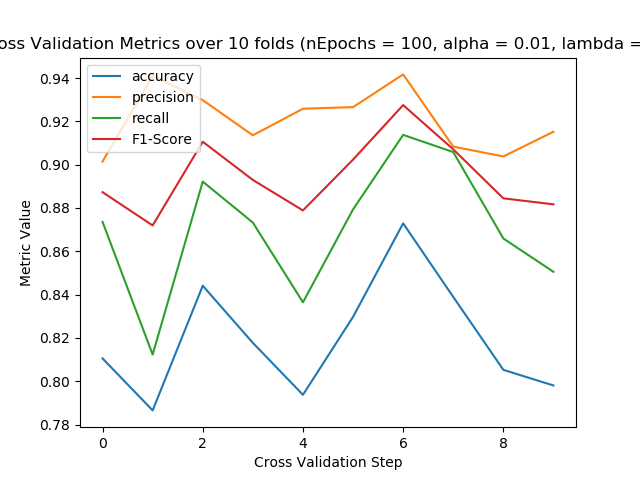 oss Validation Metrics over 10 folds (nEpochs = 100, alpha = 0.01, lambda =
accuracy
precision
recall
F1-Score
Metric Value
0.94
0.92
0.90
0.88
0.86
0.84
0.82
0.80
0.78
0 2 4 6 8
Cross Validation Step